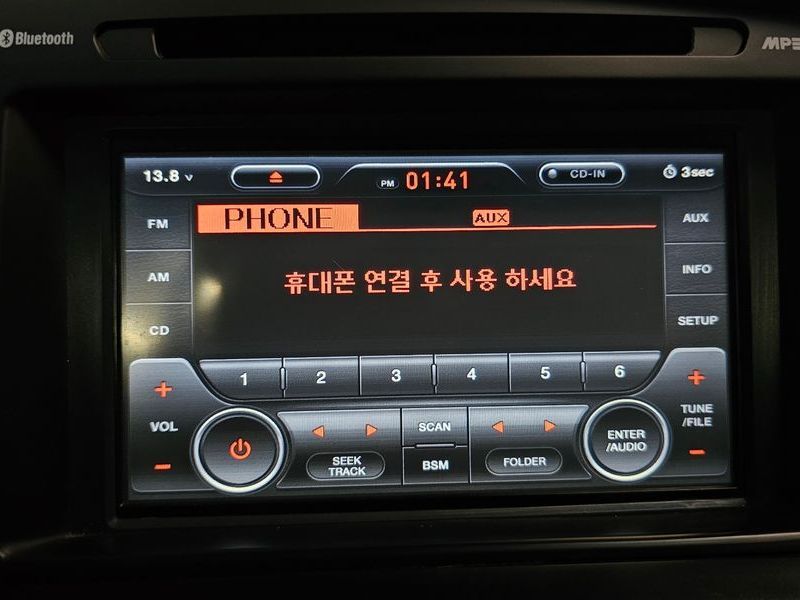 Bluetooth
13.8 v
PM 01:41
CD-IN
3sec
FM
PHONE
AUX
AUX
AM
휴대폰 연결 후 사용 하세요
INFO
CD
SETUP
1 2 3 4 5 6
VOL
TUNE
/FILE
SCAN
ENTER
/AUDIO
SEEK
TRACK
BSM
FOLDER